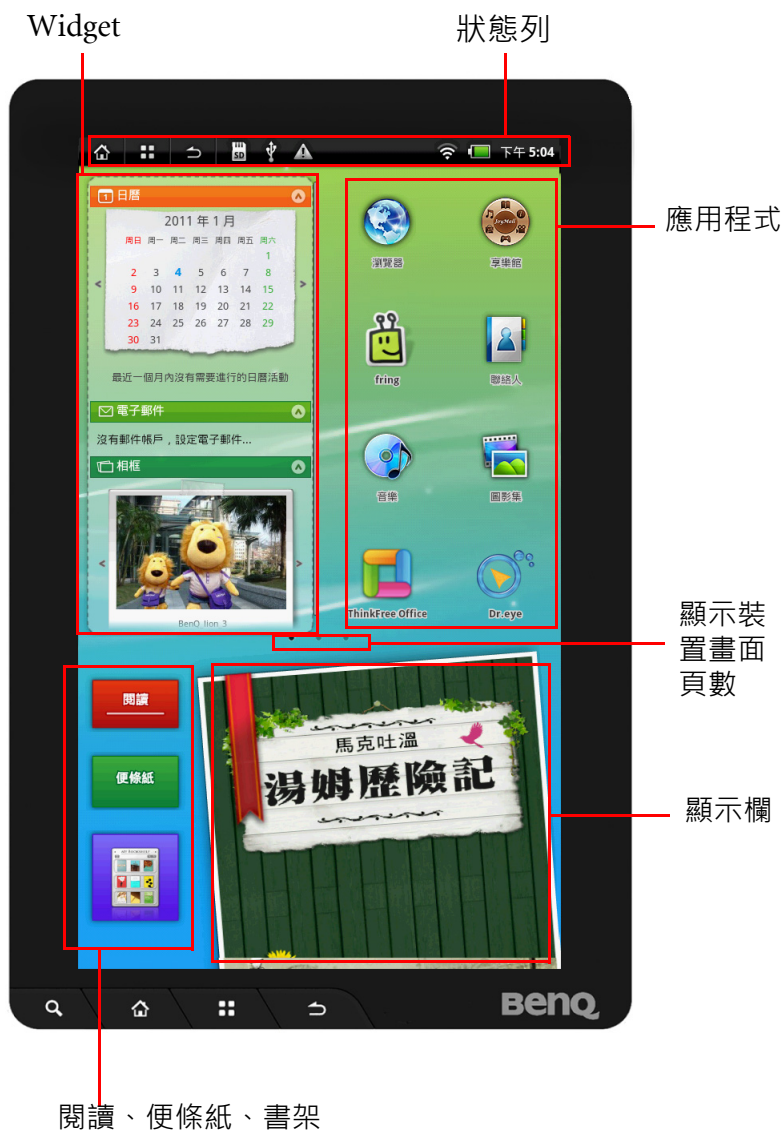 Widget
狀態列
SD
下午 5:04
1 日曆
2011 年 1 月
周日 周一 周二 周三 周四 周五 周六
1
2 3 4 5 6 7 8
9 10 11 12 13 14 15
16 17 18 19 20 21 22
23 24 25 26 27 28 29
30 31
最近一個月內沒有需要進行的日曆活動
電子郵件
沒有郵件帳戶，設定電子郵件...
相框
BenQ_lion_3
瀏覽器
JoyMall
享樂館
fring
聯絡人
音樂
圖影集
ThinkFree Office
Dr.eye
應用程式
顯示裝
置畫面
頁數
閱讀
便條紙
馬克吐溫
湯姆歷險記
顯示欄
BenQ
閱讀、便條紙、書架